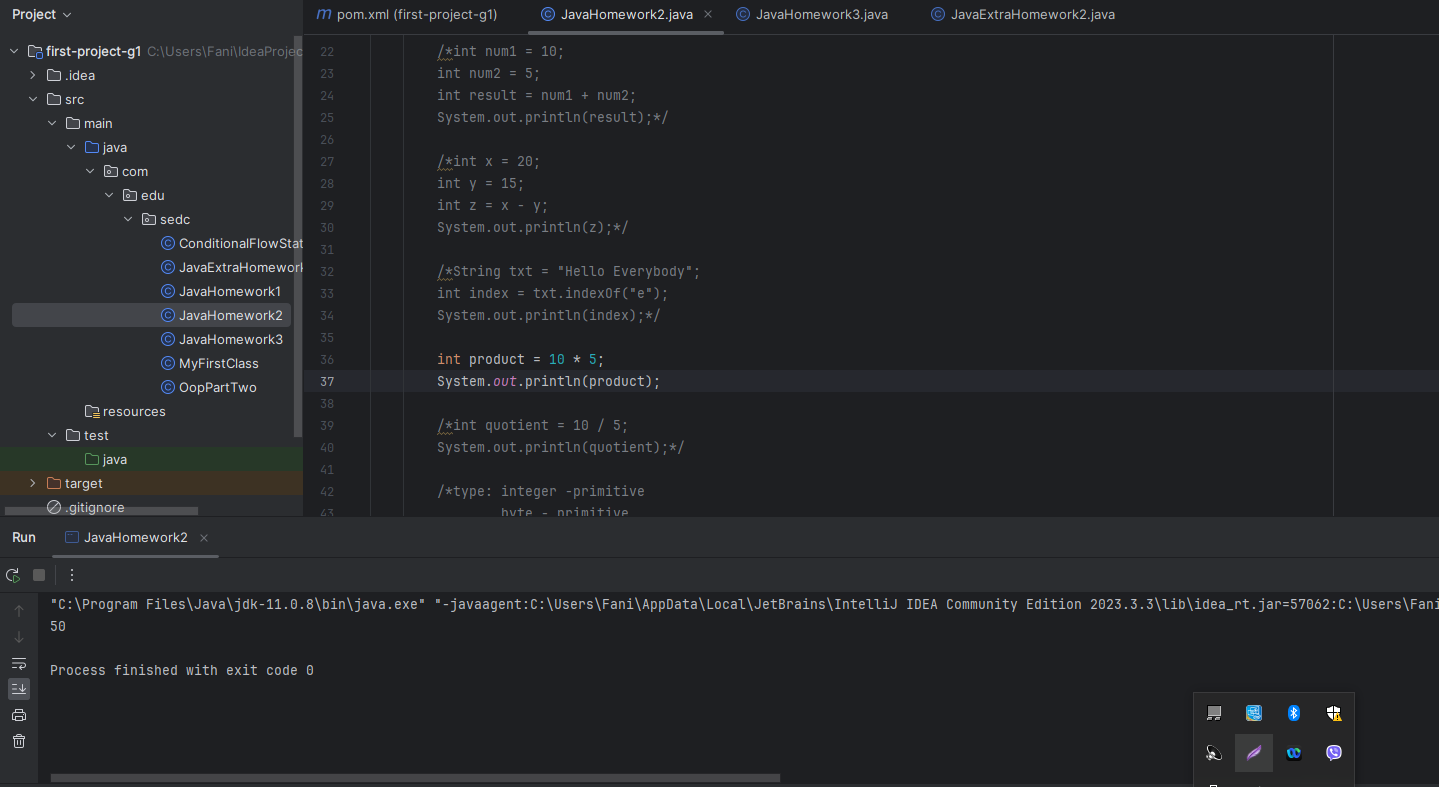 Project
pom.xml (first-project-g1)
JavaHomework2.java
JavaHomework3.java
JavaExtraHomework2.java
first-project-g1 C:\Users\Fani\IdeaProjec
.idea
src
main
java
com
edu
sedc
ConditionalFlowStat
JavaExtraHomework
JavaHomework1
JavaHomework2
JavaHomework3
MyFirstClass
OopPartTwo
resources
test
java
target
.gitignore
22 /*int num1 = 10;
23 int num2 = 5;
24 int result = num1 + num2;
25 System.out.println(result);*/
26
27 /*int x = 20;
28 int y = 15;
29 int z = x - y;
30 System.out.println(z);*/
31
32 /*String txt = "Hello Everybody";
33 int index = txt.indexOf("e");
34 System.out.println(index);*/
35
36 int product = 10 * 5;
37 System.out.println(product);
38
39 /*int quotient = 10 / 5;
40 System.out.println(quotient);*/
41
42 /*type: integer -primitive
43 byte - primitive
Run
JavaHomework2
"C:\Program Files\Java\jdk-11.0.8\bin\java.exe" "-javaagent:C:\Users\Fani\AppData\Local\JetBrains\IntelliJ IDEA Community Edition 2023.3.3\lib\idea_rt.jar=57062:C:\Users\Fani
50
Process finished with exit code 0